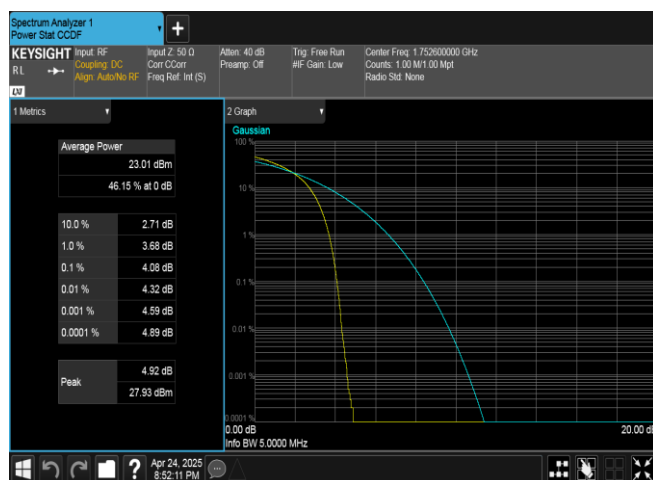 Spectrum Analyzer 1
Power Stat CCDF
+
KEYSIGHT
RL
LXI
Input: RF
Coupling: DC
Align: Auto/No RF
Input Z: 50 Ω
Corr CCorr
Freq Ref: Int (S)
Atten: 40 dB
Preamp: Off
Trig: Free Run
#IF Gain: Low
Center Freq: 1.752600000 GHz
Counts: 1.00 M/1.00 Mpt
Radio Std: None
1 Metrics
Average Power
23.01 dBm
46.15 % at 0 dB
10.0 % 2.71 dB
1.0 % 3.68 dB
0.1 % 4.08 dB
0.01 % 4.32 dB
0.001 % 4.59 dB
0.0001 % 4.89 dB
Peak
4.92 dB
27.93 dBm
2 Graph
Gaussian
100 %
10 %
1 %
0.1 %
0.01 %
0.001 %
0.0001 %
0.00 dB 20.00 dB
Info BW 5.0000 MHz
?
Apr 24, 2025
8:52:11 PM